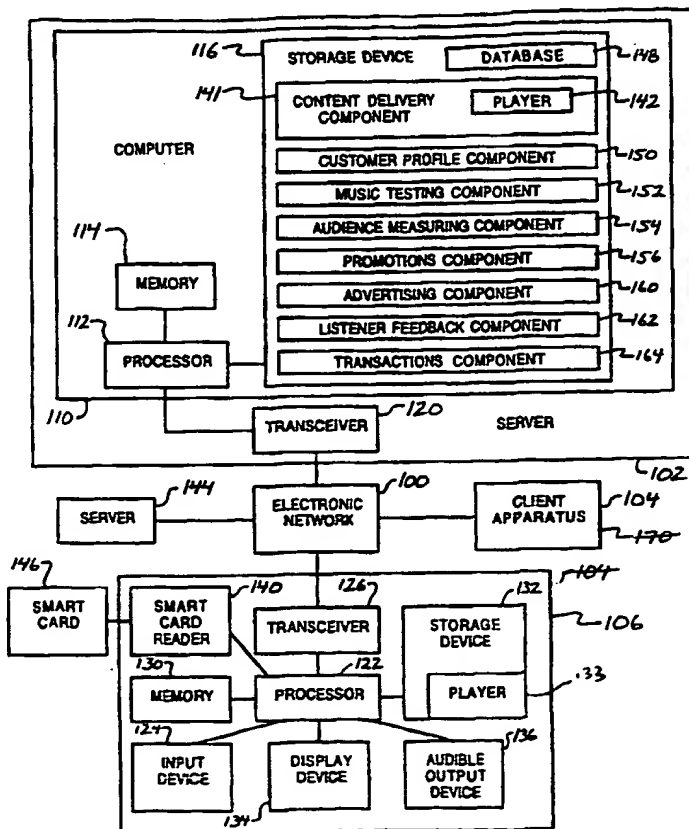 116
STORAGE DEVICE
DATABASE
148
141
CONTENT DELIVERY
COMPONENT
PLAYER
142
COMPUTER
CUSTOMER PROFILE COMPONENT
150
MUSIC TESTING COMPONENT
152
114
AUDIENCE MEASURING COMPONENT
154
MEMORY
PROMOTIONS COMPONENT
156
112
ADVERTISING COMPONENT
160
PROCESSOR
LISTENER FEEDBACK COMPONENT
162
TRANSACTIONS COMPONENT
164
110
TRANSCEIVER
120
SERVER
102
144
100
SERVER
ELECTRONIC
NETWORK
CLIENT
APPARATUS
104
170
146
140
126
104
132
106
SMART
CARD
SMART
CARD
READER
TRANSCEIVER
STORAGE
DEVICE
130
122
133
MEMORY
PROCESSOR
PLAYER
124
136
INPUT
DEVICE
DISPLAY
DEVICE
AUDIBLE
OUTPUT
DEVICE
134